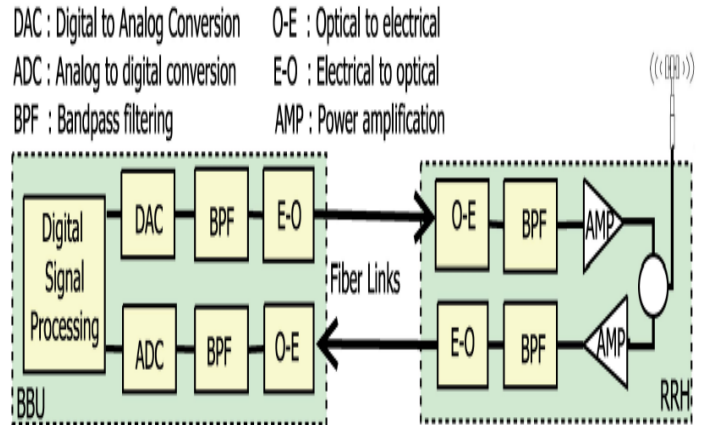 DAC : Digital to Analog Conversion
O-E : Optical to electrical
ADC : Analog to digital conversion
E-O : Electrical to optical
BPF : Bandpass filtering
AMP : Power amplification
Digital
Signal
Processing
DAC
BPF
E-O
ADC
BPF
O-E
BBU
Fiber Links
O-E
BPF
AMP
E-O
BPF
AMP
RRH